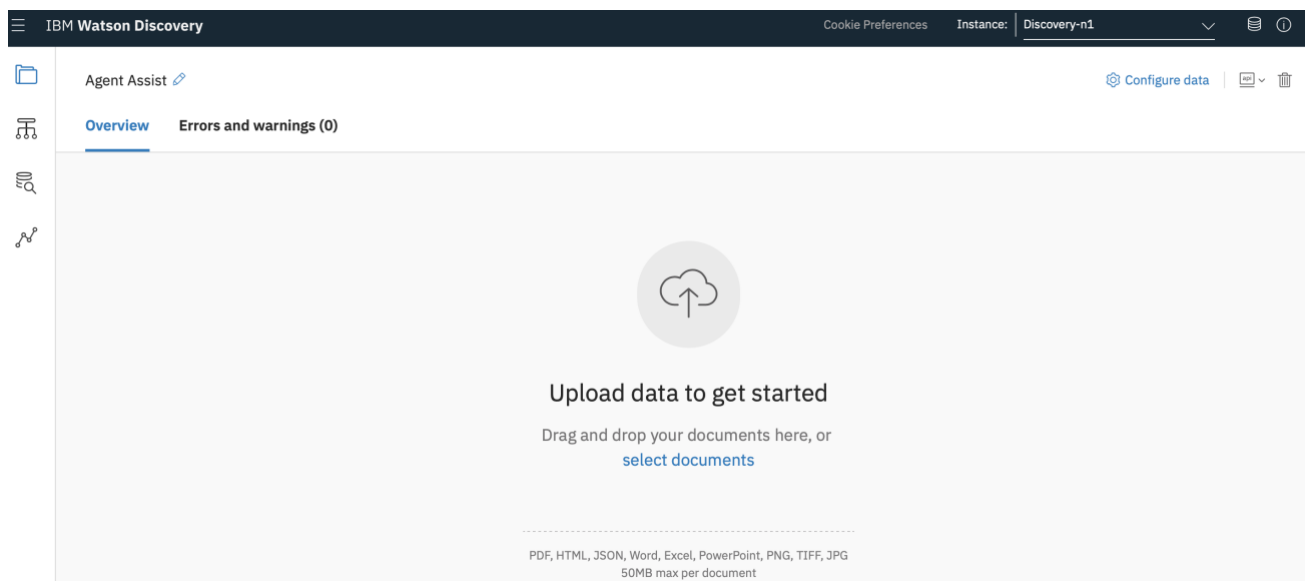 IBM Watson Discovery
Cookie Preferences
Instance:
Discovery-n1
Agent Assist
Configure data
api
Overview
Errors and warnings (0)
Upload data to get started
Drag and drop your documents here, or
select documents
PDF, HTML, JSON, Word, Excel, PowerPoint, PNG, TIFF, JPG
50MB max per document